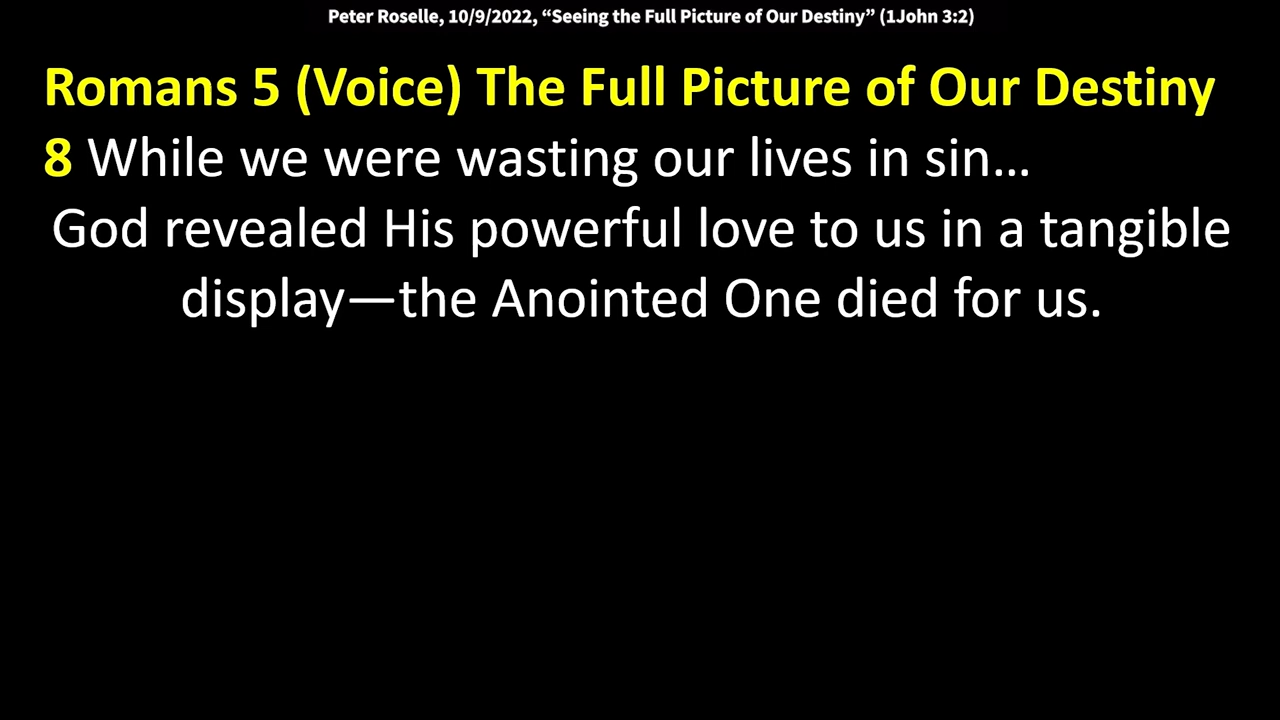 Peter Roselle, 10/9/2022, “Seeing the Full Picture of Our Destiny” (1John 3:2)
Romans 5 (Voice) The Full Picture of Our Destiny
8 While we were wasting our lives in sin…
God revealed His powerful love to us in a tangible
display—the Anointed One died for us.